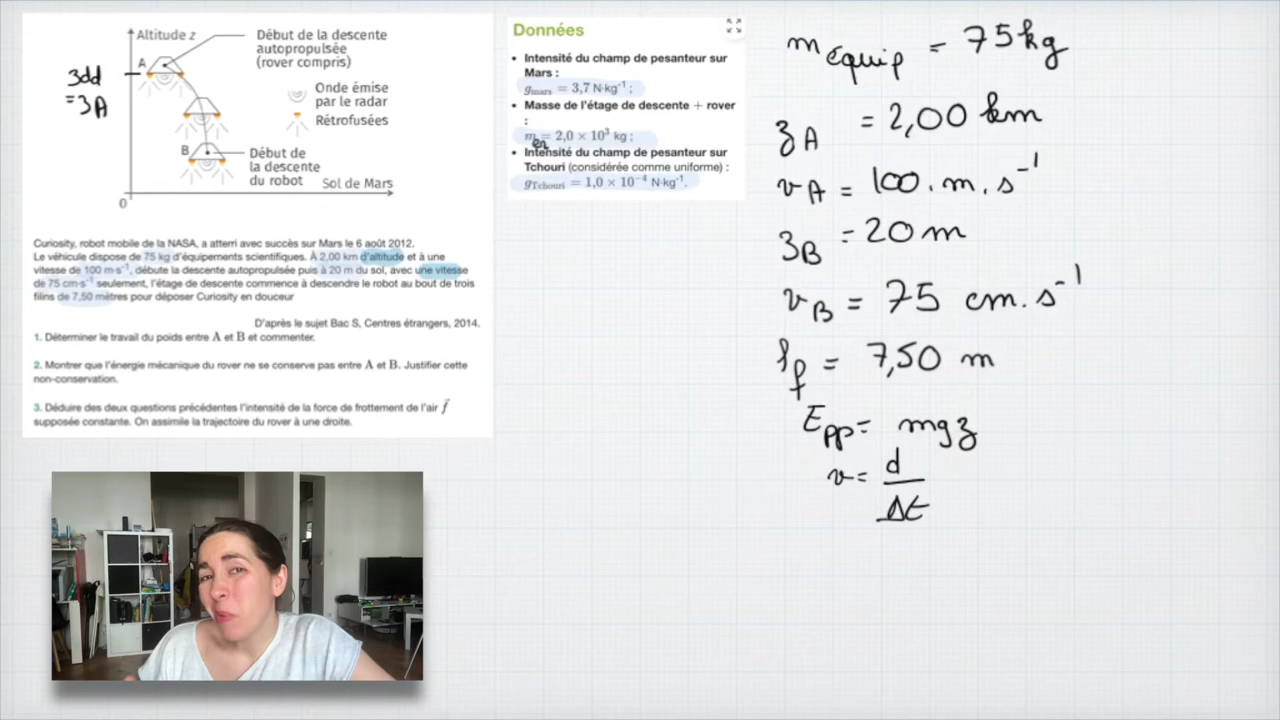 Altitude z
Début de la descente
autopropulsée
(rover compris)
A
zdd
= zA
Onde émise
par le radar
Rétrofusées
B
Début de
la descente
du robot
Sol de Mars
0
Curiosity, robot mobile de la NASA, a atterri avec succès sur Mars le 6 août 2012.
Le véhicule dispose de 75 kg d'équipements scientifiques. À 2,00 km d'altitude et à une
vitesse de 100 m·s⁻¹, débute la descente autopropulsée puis à 20 m du sol, avec une vitesse
de 75 cm·s⁻¹ seulement, l'étage de descente commence à descendre le robot au bout de trois
filins de 7,50 mètres pour déposer Curiosity en douceur
D'après le sujet Bac S, Centres étrangers, 2014.
1. Déterminer le travail du poids entre A et B et commenter.
2. Montrer que l'énergie mécanique du rover ne se conserve pas entre A et B. Justifier cette
non-conservation.
3. Déduire des deux questions précédentes l'intensité de la force de frottement de l'air f⃗
supposée constante. On assimile la trajectoire du rover à une droite.
Données
• Intensité du champ de pesanteur sur
Mars :
gmars = 3,7 N·kg⁻¹ ;
• Masse de l'étage de descente + rover
:
m er = 2,0 × 10³ kg ;
• Intensité du champ de pesanteur sur
Tchouri (considérée comme uniforme) :
gTchouri = 1,0 × 10⁻⁴ N·kg⁻¹.
m équip = 75 kg
zA = 2,00 km
vA = 100 . m . s⁻¹
zB = 20 m
vB = 75 cm . s⁻¹
lf = 7,50 m
Epp = mgz
v = d / Δt